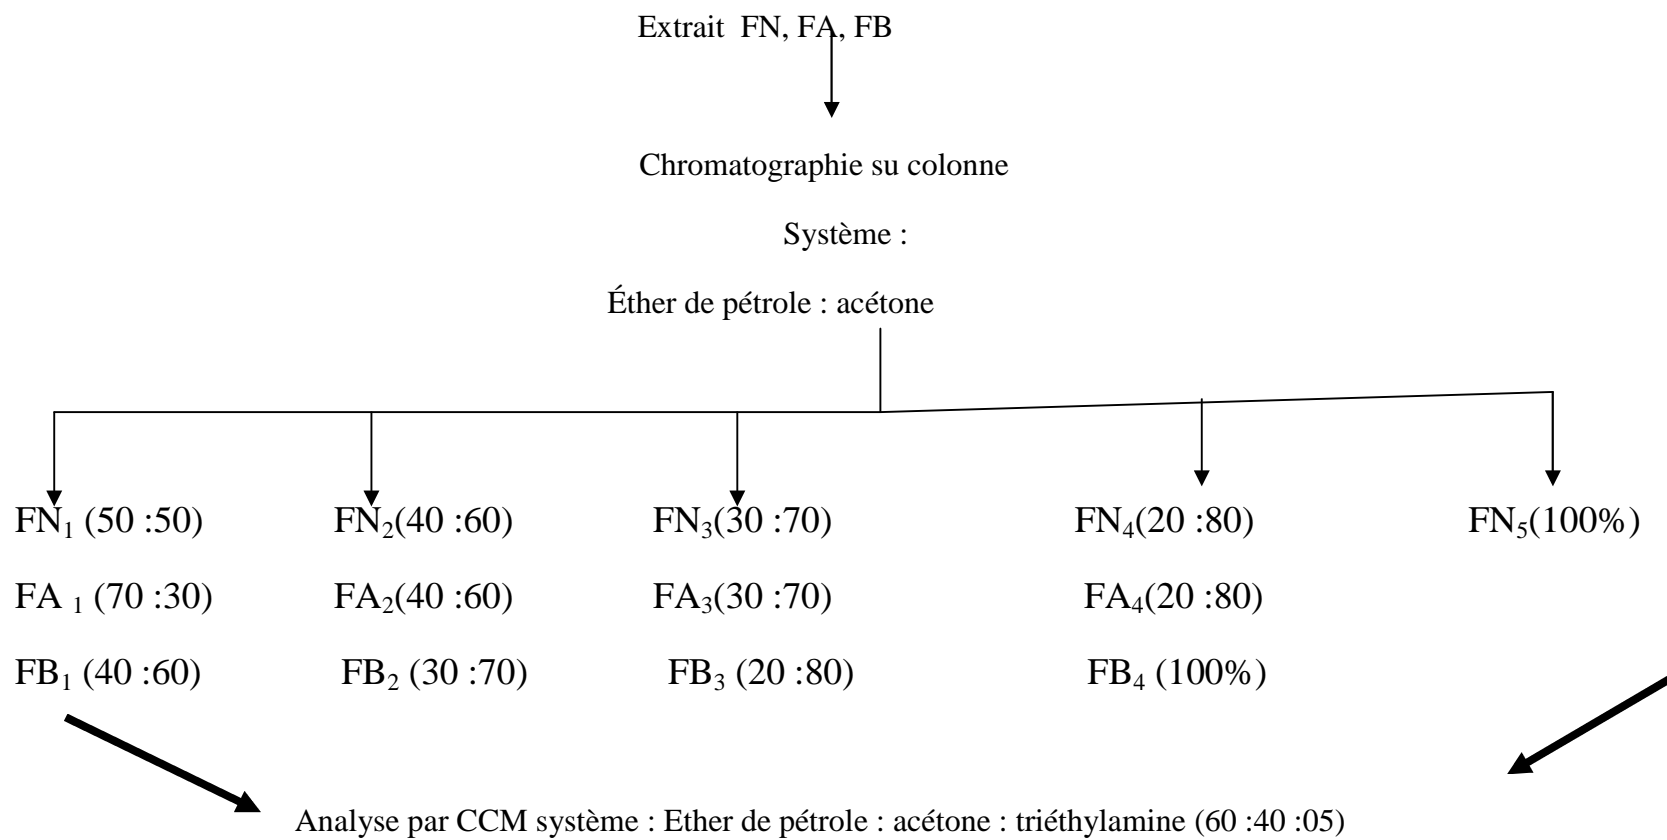 Extrait FN, FA, FB
Chromatographie su colonne
Système :
Éther de pétrole : acétone
FN₁ (50 :50) FN₂(40 :60) FN₃(30 :70) FN₄(20 :80) FN₅(100%)
FA ₁ (70 :30) FA₂(40 :60) FA₃(30 :70) FA₄(20 :80)
FB₁ (40 :60) FB₂ (30 :70) FB₃ (20 :80) FB₄ (100%)
Analyse par CCM système : Ether de pétrole : acétone : triéthylamine (60 :40 :05)